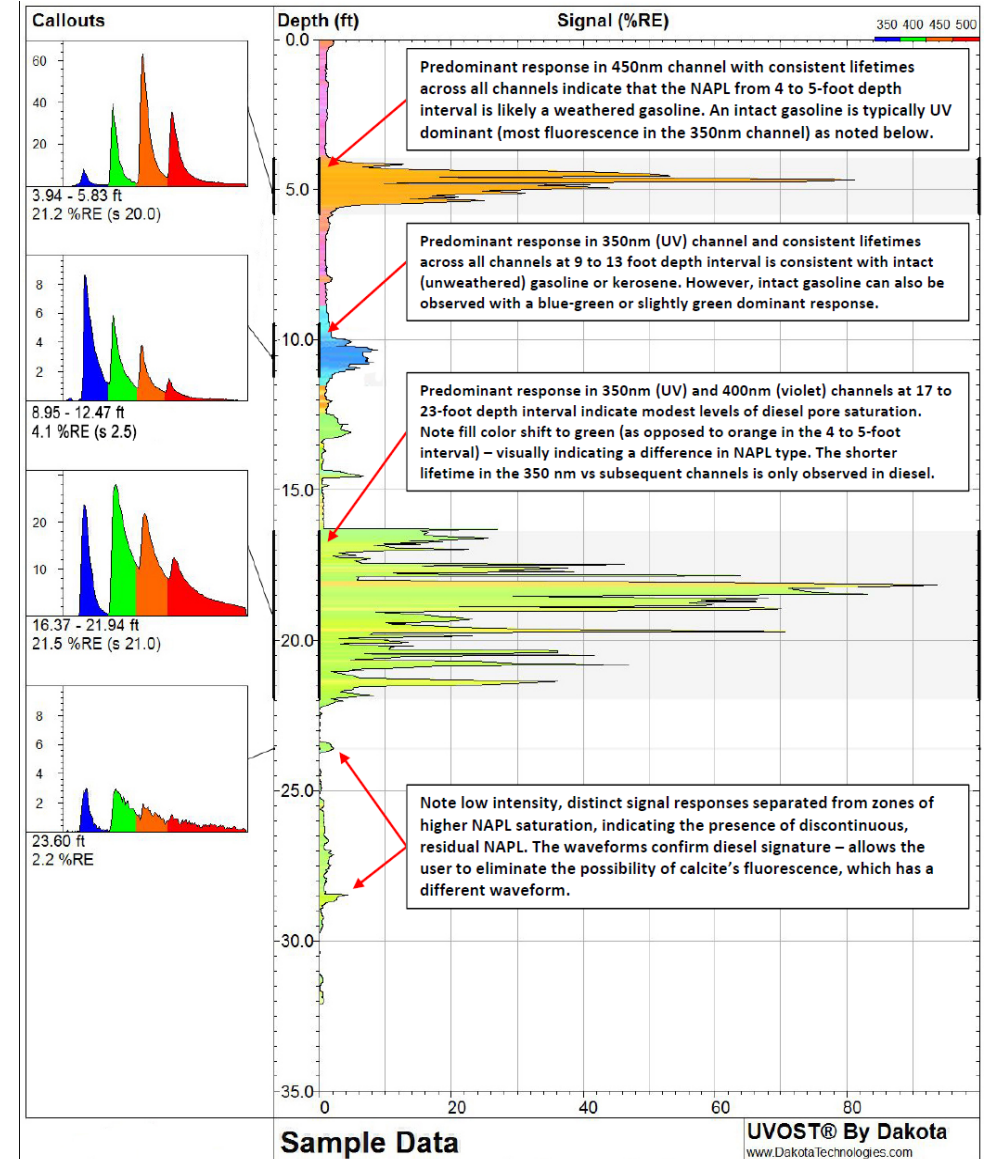 Callouts
Depth (ft)
Signal (%RE)
350 400 450 500
60
40
20
3.94 - 5.83 ft
21.2 %RE (s 20.0)
8
6
4
2
8.95 - 12.47 ft
4.1 %RE (s 2.5)
20
10
16.37 - 21.94 ft
21.5 %RE (s 21.0)
8
6
4
2
23.60 ft
2.2 %RE
0.0
5.0
10.0
15.0
20.0
25.0
30.0
35.0
Predominant response in 450nm channel with consistent lifetimes
across all channels indicate that the NAPL from 4 to 5-foot depth
interval is likely a weathered gasoline. An intact gasoline is typically UV
dominant (most fluorescence in the 350nm channel) as noted below.
Predominant response in 350nm (UV) channel and consistent lifetimes
across all channels at 9 to 13 foot depth interval is consistent with intact
(unweathered) gasoline or kerosene. However, intact gasoline can also be
observed with a blue-green or slightly green dominant response.
Predominant response in 350nm (UV) and 400nm (violet) channels at 17 to
23-foot depth interval indicate modest levels of diesel pore saturation.
Note fill color shift to green (as opposed to orange in the 4 to 5-foot
interval) – visually indicating a difference in NAPL type. The shorter
lifetime in the 350 nm vs subsequent channels is only observed in diesel.
Note low intensity, distinct signal responses separated from zones of
higher NAPL saturation, indicating the presence of discontinuous,
residual NAPL. The waveforms confirm diesel signature – allows the
user to eliminate the possibility of calcite's fluorescence, which has a
different waveform.
0 20 40 60 80
Sample Data
UVOST® By Dakota
www.DakotaTechnologies.com